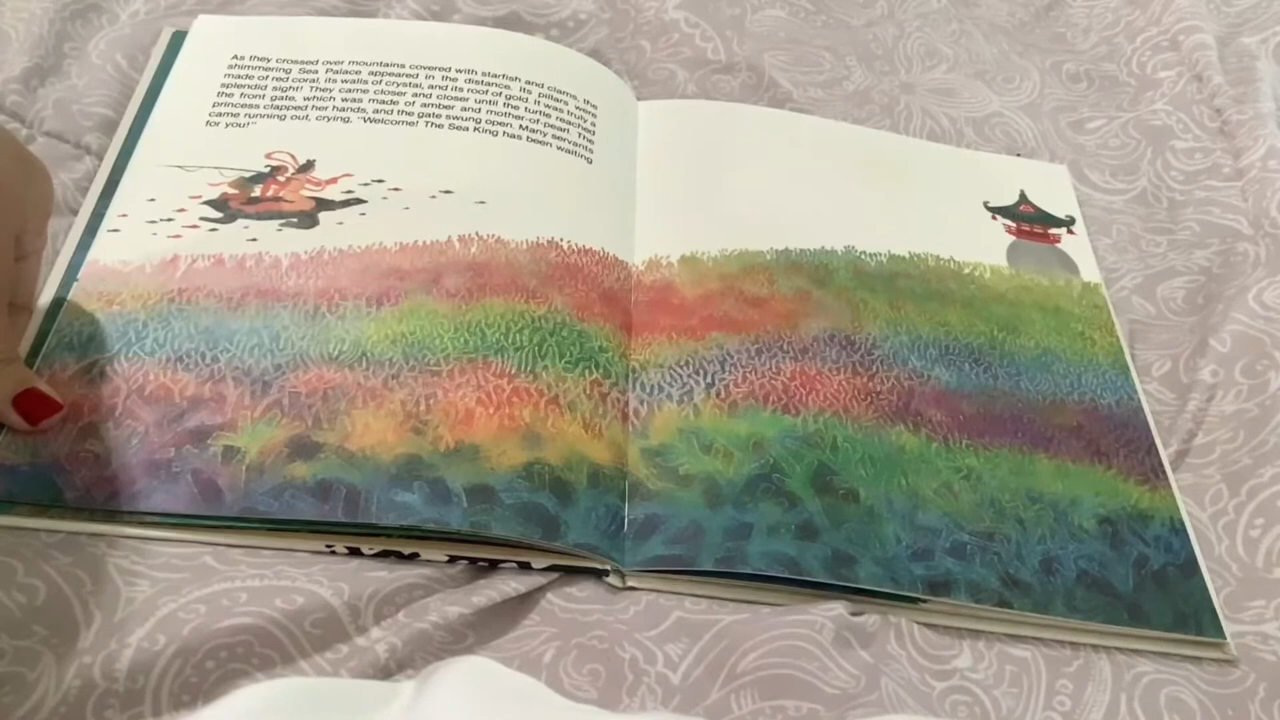 As they crossed over mountains covered with starfish and clams, the
shimmering Sea Palace appeared in the distance. Its pillars were
made of red coral, its walls of crystal, and its roof of gold. It was truly a
splendid sight! They came closer and closer until the turtle reached
the front gate, which was made of amber and mother-of-pearl. The
princess clapped her hands, and the gate swung open. Many servants
came running out, crying, "Welcome! The Sea King has been waiting
for you!"